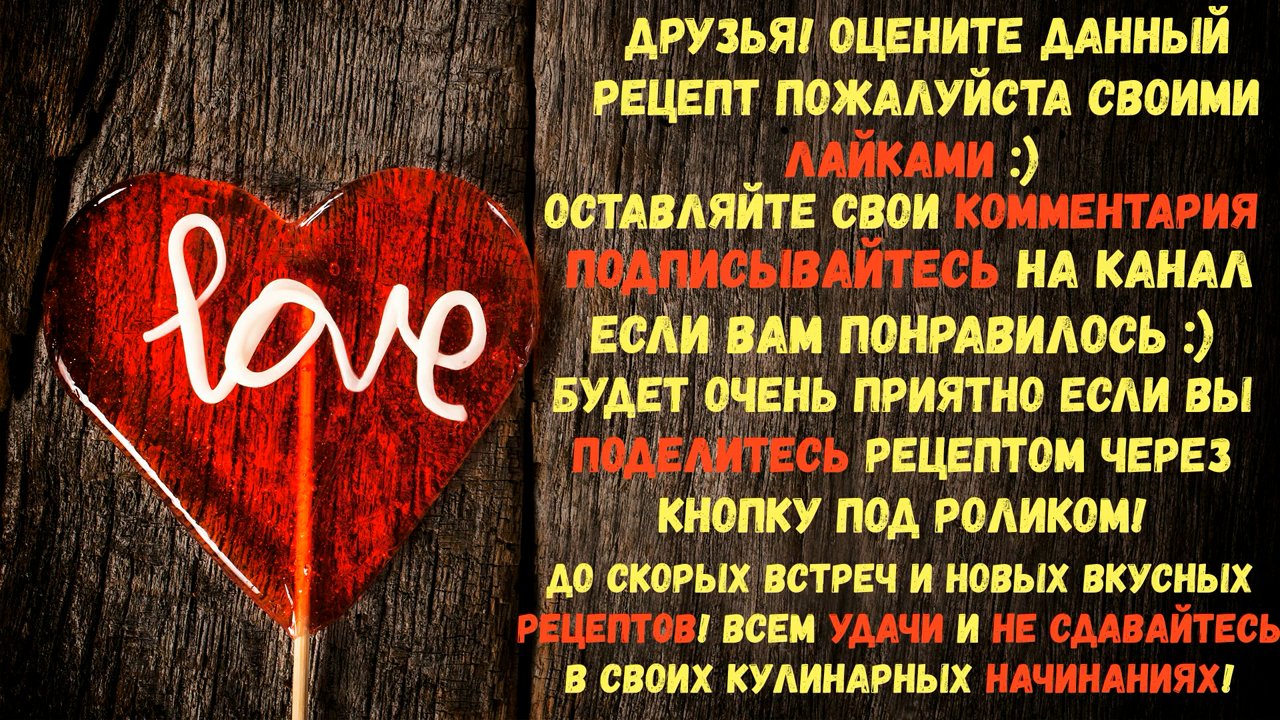 love
ДРУЗЬЯ! ОЦЕНИТЕ ДАННЫЙ
РЕЦЕПТ ПОЖАЛУЙСТА СВОИМИ
ЛАЙКАМИ :)
ОСТАВЛЯЙТЕ СВОИ КОММЕНТАРИЯ
ПОДПИСЫВАЙТЕСЬ НА КАНАЛ
ЕСЛИ ВАМ ПОНРАВИЛОСЬ :)
БУДЕТ ОЧЕНЬ ПРИЯТНО ЕСЛИ ВЫ
ПОДЕЛИТЕСЬ РЕЦЕПТОМ ЧЕРЕЗ
КНОПКУ ПОД РОЛИКОМ!
ДО СКОРЫХ ВСТРЕЧ И НОВЫХ ВКУСНЫХ
РЕЦЕПТОВ! ВСЕМ УДАЧИ И НЕ СДАВАЙТЕСЬ
В СВОИХ КУЛИНАРНЫХ НАЧИНАНИЯХ!